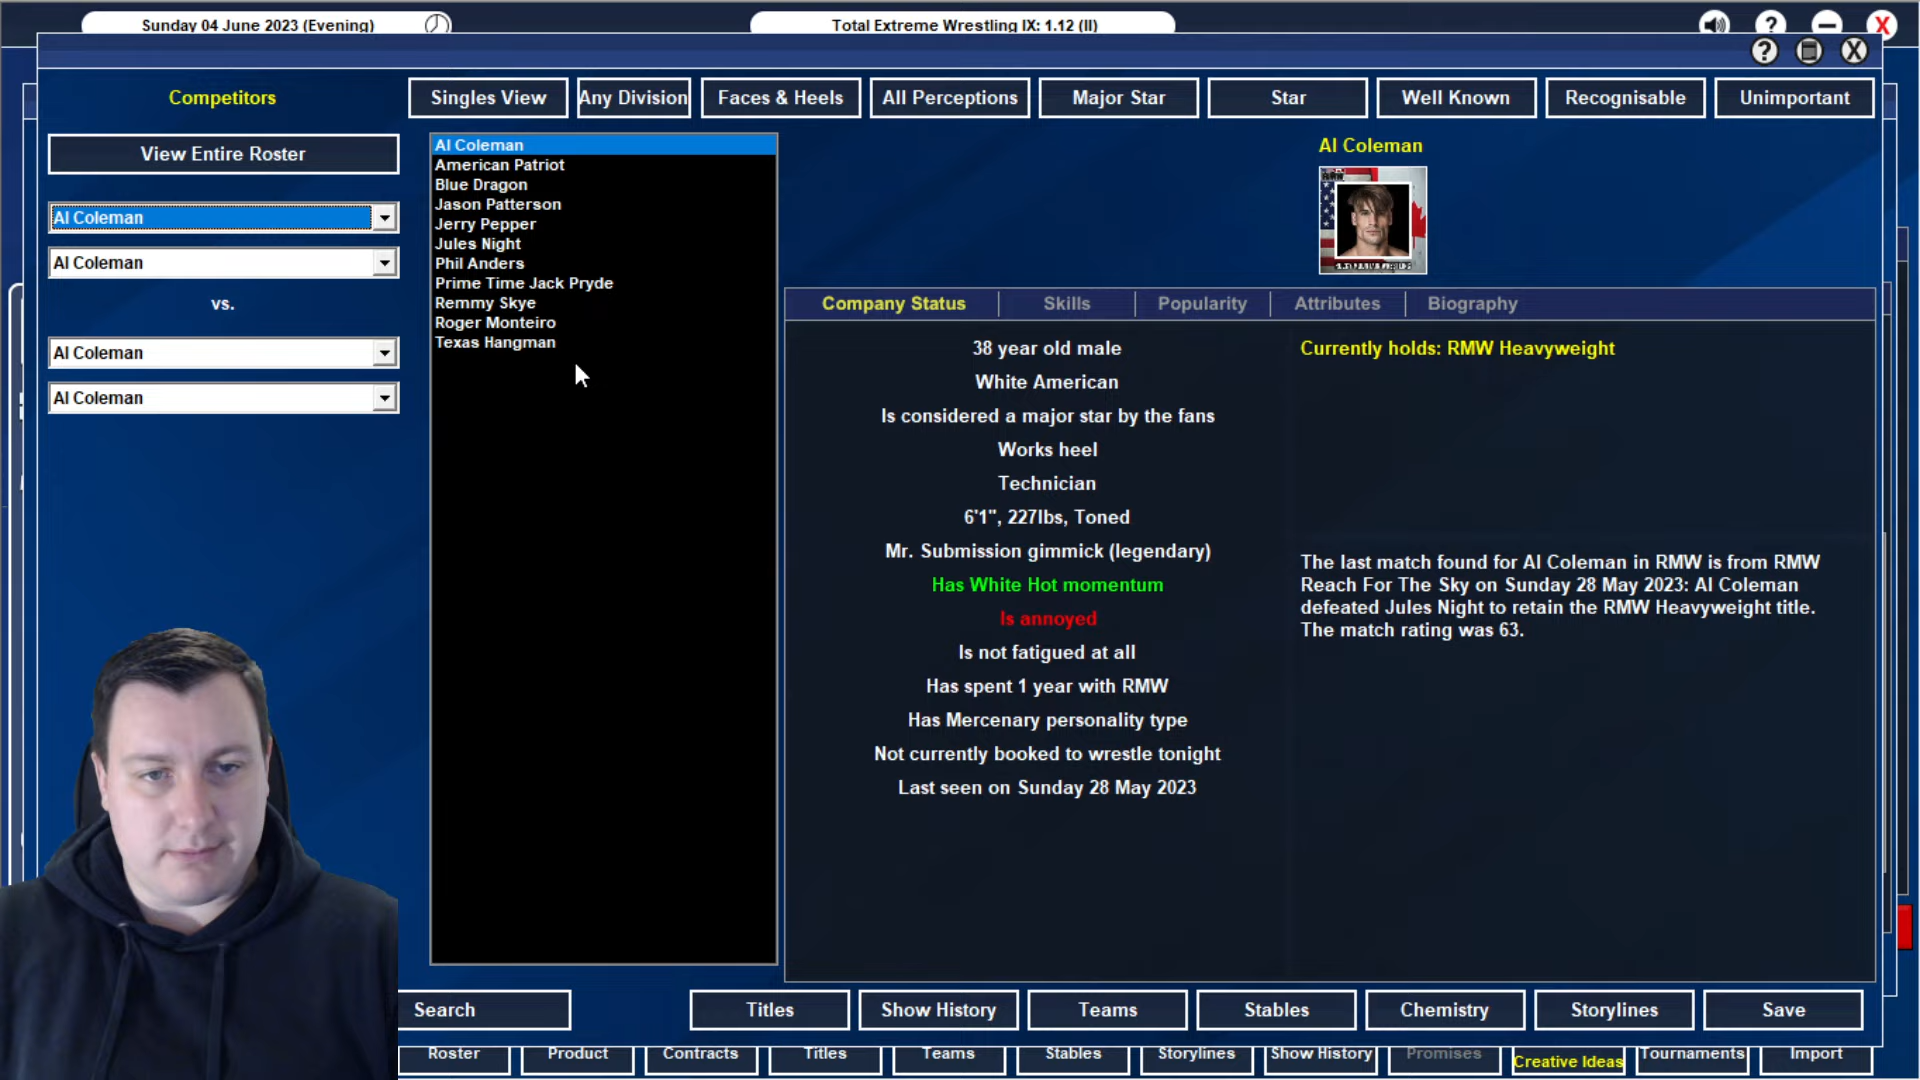 Sunday 04 June 2023 (Evening)
Total Extreme Wrestling IX: 1.12 (II)
? X
? X
Competitors
Singles View
Any Division
Faces & Heels
All Perceptions
Major Star
Star
Well Known
Recognisable
Unimportant
View Entire Roster
Al Coleman
Al Coleman
vs.
Al Coleman
Al Coleman
Al Coleman
American Patriot
Blue Dragon
Jason Patterson
Jerry Pepper
Jules Night
Phil Anders
Prime Time Jack Pryde
Remmy Skye
Roger Monteiro
Texas Hangman
Al Coleman
Company Status
Skills
Popularity
Attributes
Biography
38 year old male
White American
Is considered a major star by the fans
Works heel
Technician
6'1", 227lbs, Toned
Mr. Submission gimmick (legendary)
Has White Hot momentum
Is annoyed
Is not fatigued at all
Has spent 1 year with RMW
Has Mercenary personality type
Not currently booked to wrestle tonight
Last seen on Sunday 28 May 2023
Currently holds: RMW Heavyweight
The last match found for Al Coleman in RMW is from RMW
Reach For The Sky on Sunday 28 May 2023: Al Coleman
defeated Jules Night to retain the RMW Heavyweight title.
The match rating was 63.
Search
Titles
Show History
Teams
Stables
Chemistry
Storylines
Save
Roster
Product
Contracts
Titles
Teams
Stables
Storylines
Show History
Promises
Creative Ideas
Tournaments
Import